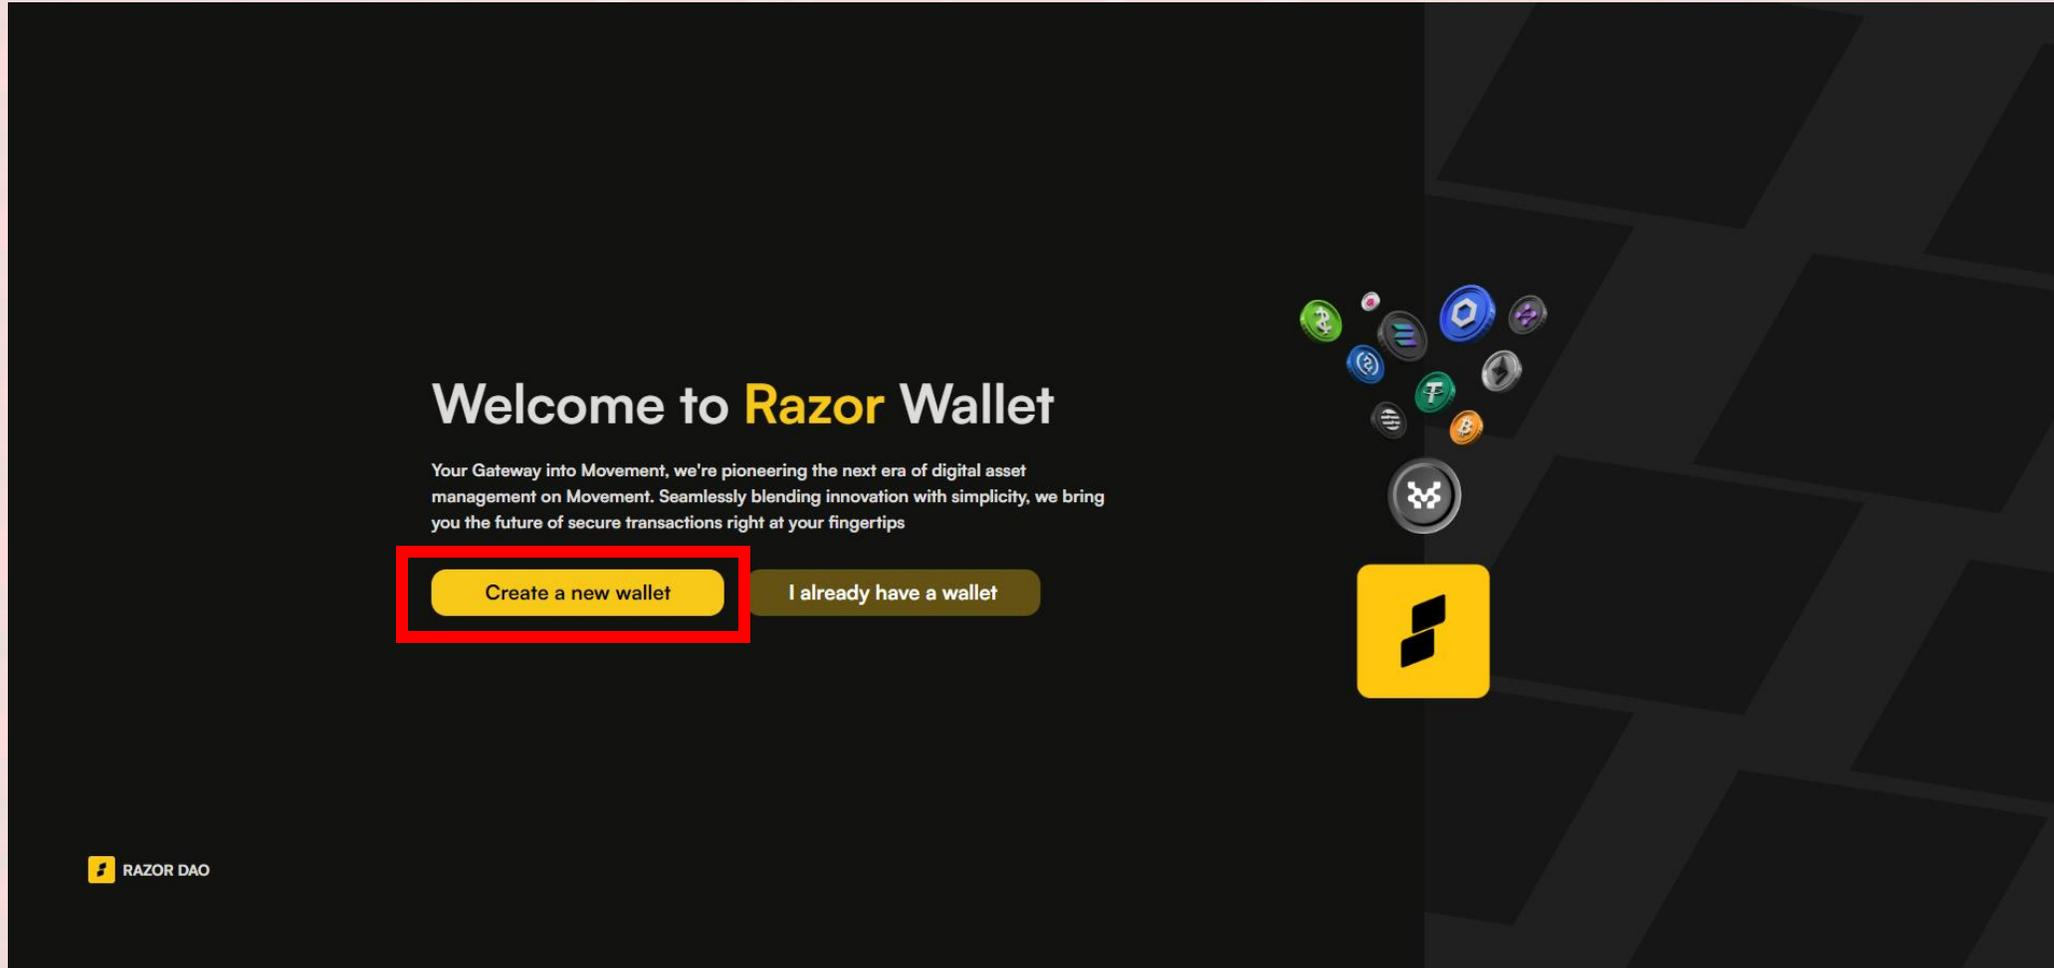 Welcome to Razor Wallet
Your Gateway into Movement, we're pioneering the next era of digital asset
management on Movement. Seamlessly blending innovation with simplicity, we bring
you the future of secure transactions right at your fingertips
Create a new wallet
I already have a wallet
RAZOR DAO